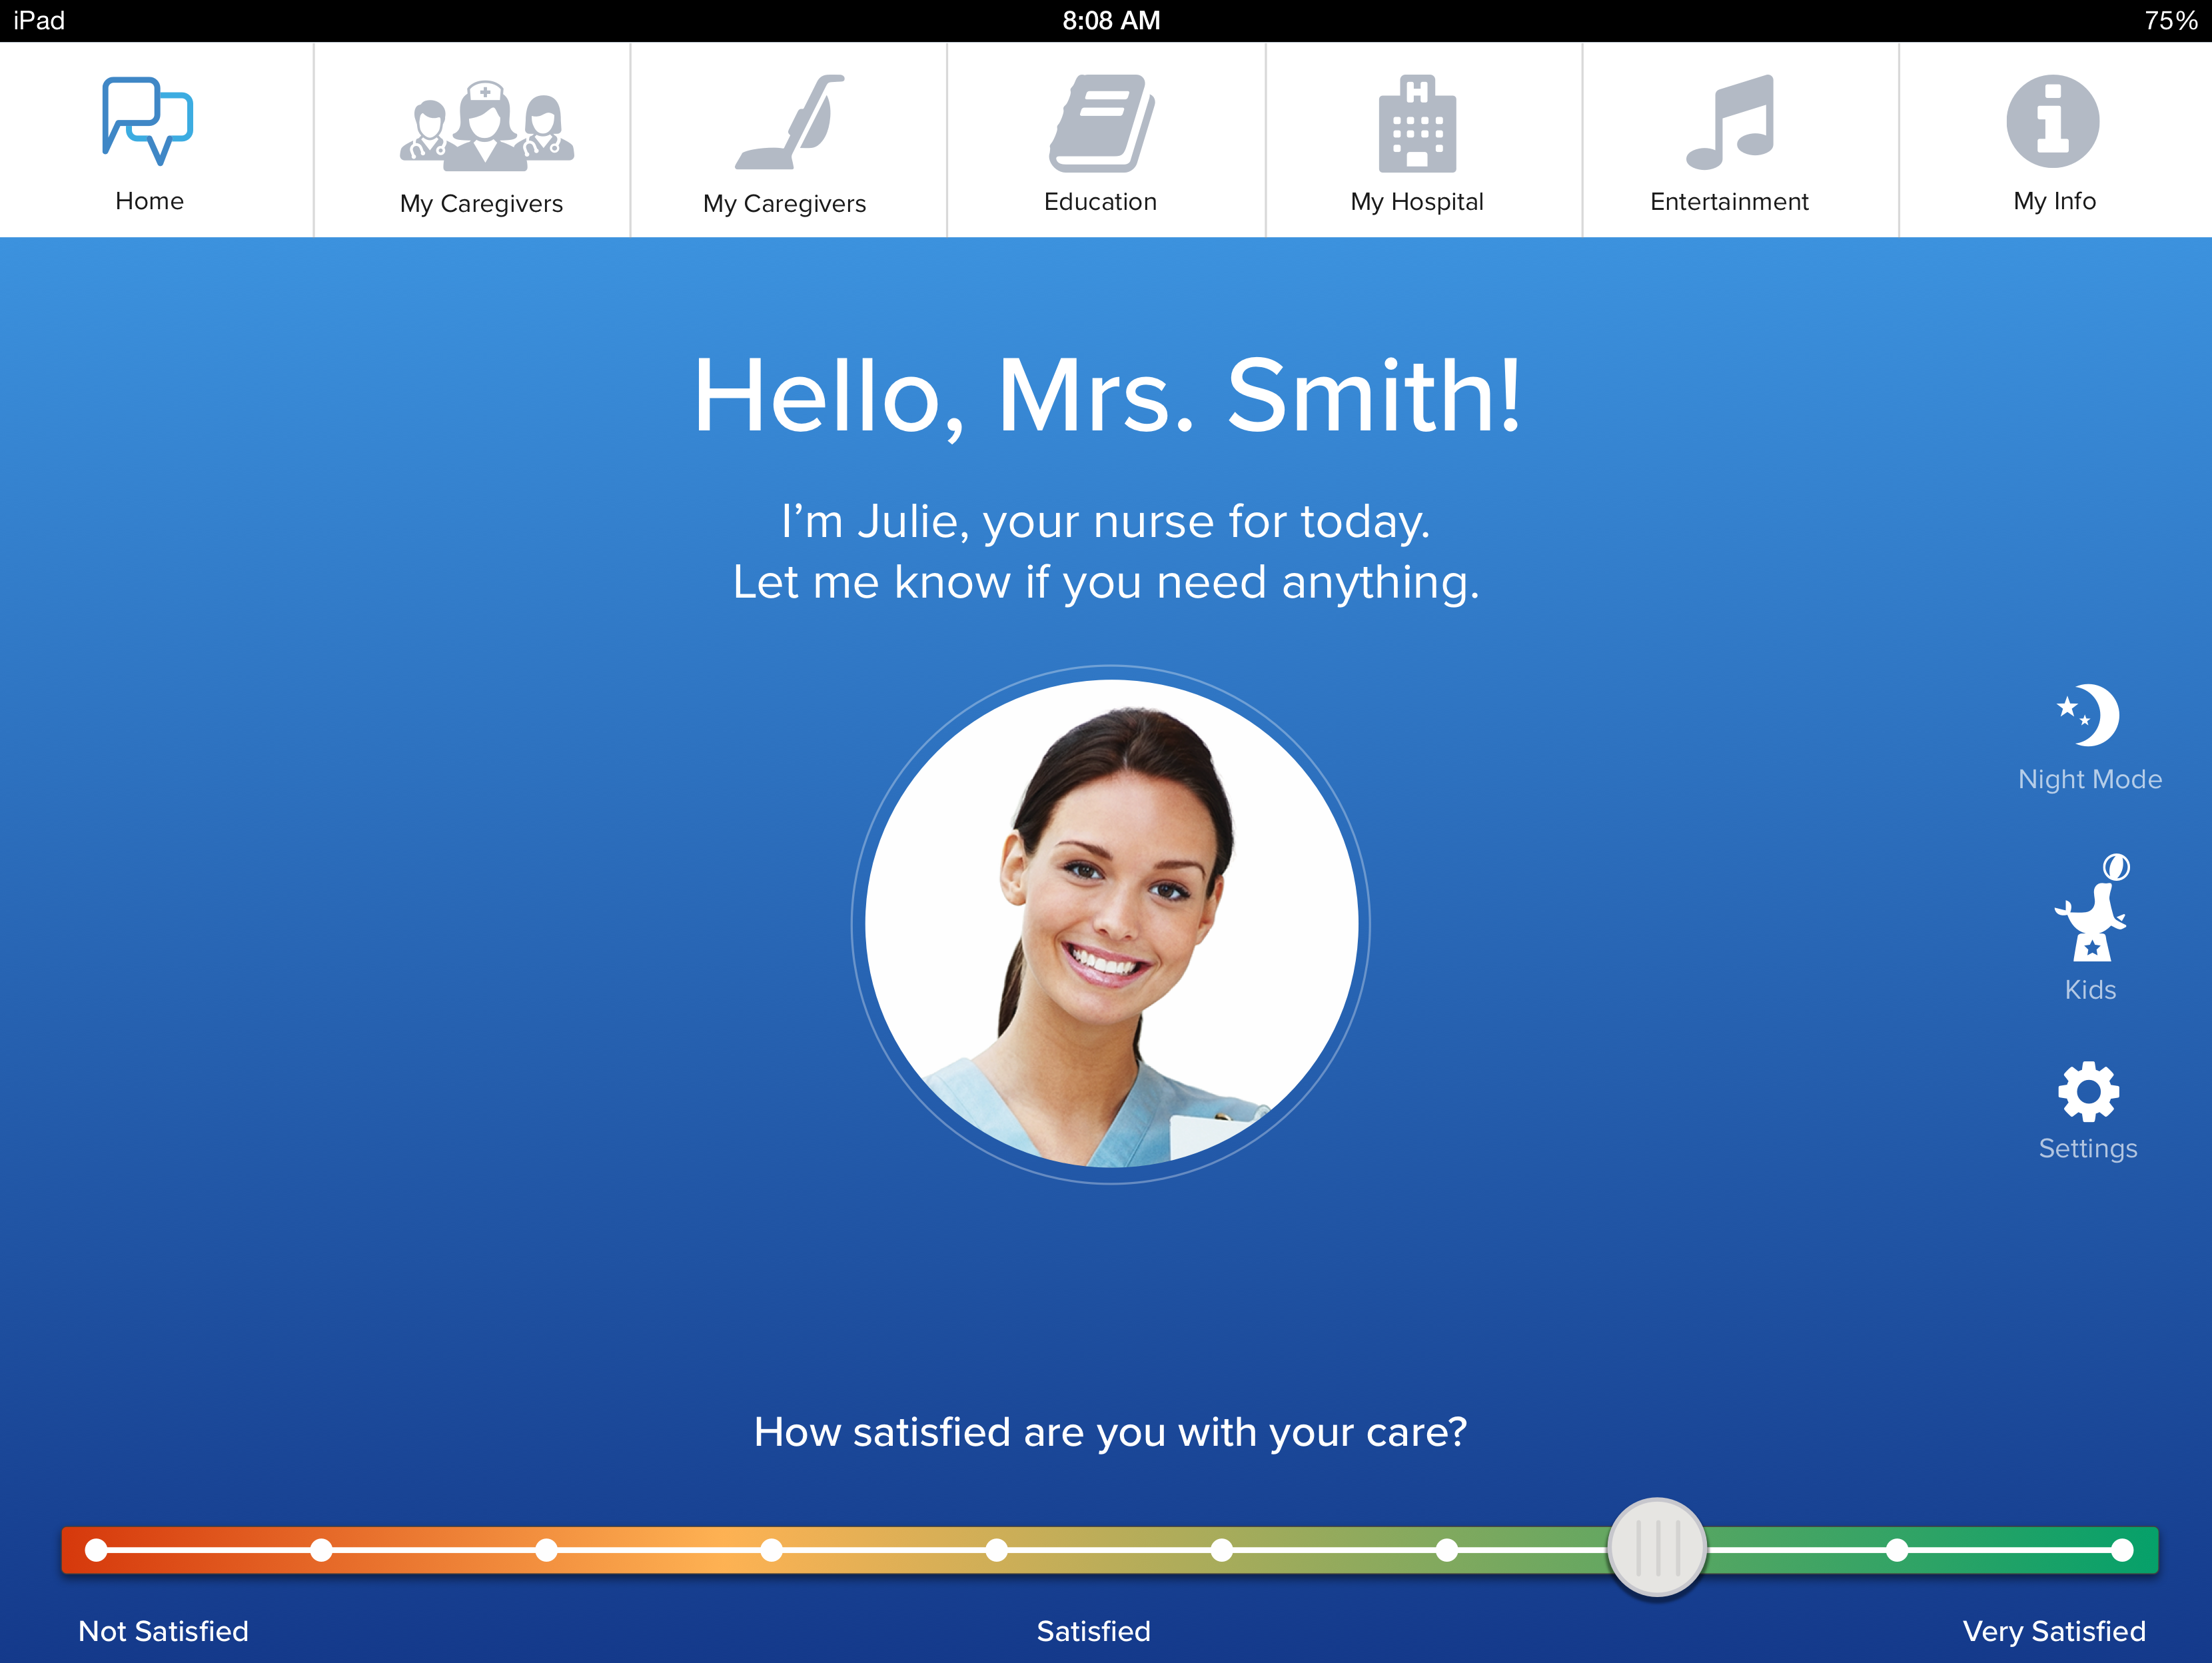 iPad 8:08 AM 75%
Home My Caregivers My Caregivers Education My Hospital Entertainment My Info
Hello, Mrs. Smith!
I’m Julie, your nurse for today.
Let me know if you need anything.
Night Mode
Kids
Settings
How satisfied are you with your care?
Not Satisfied Satisfied Very Satisfied